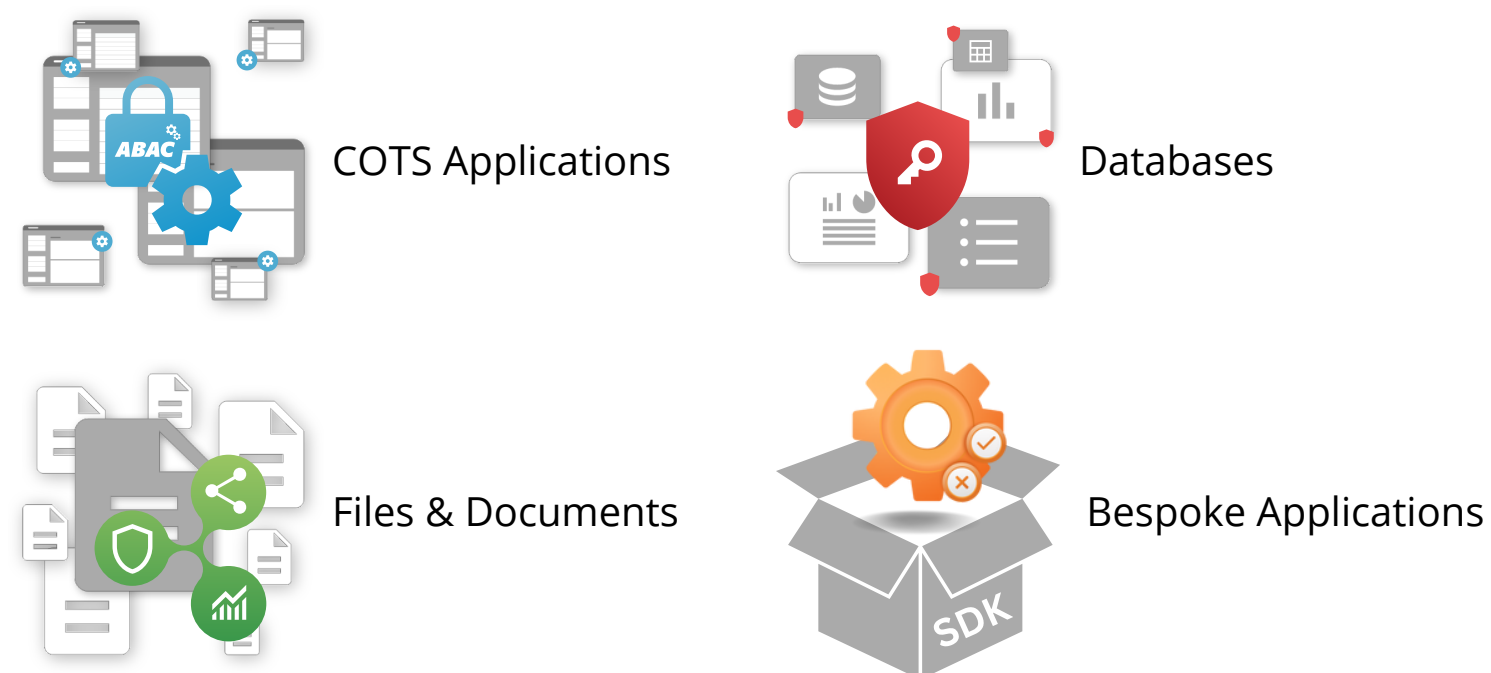 ABAC
COTS Applications
Databases
Files & Documents
Bespoke Applications
SDK